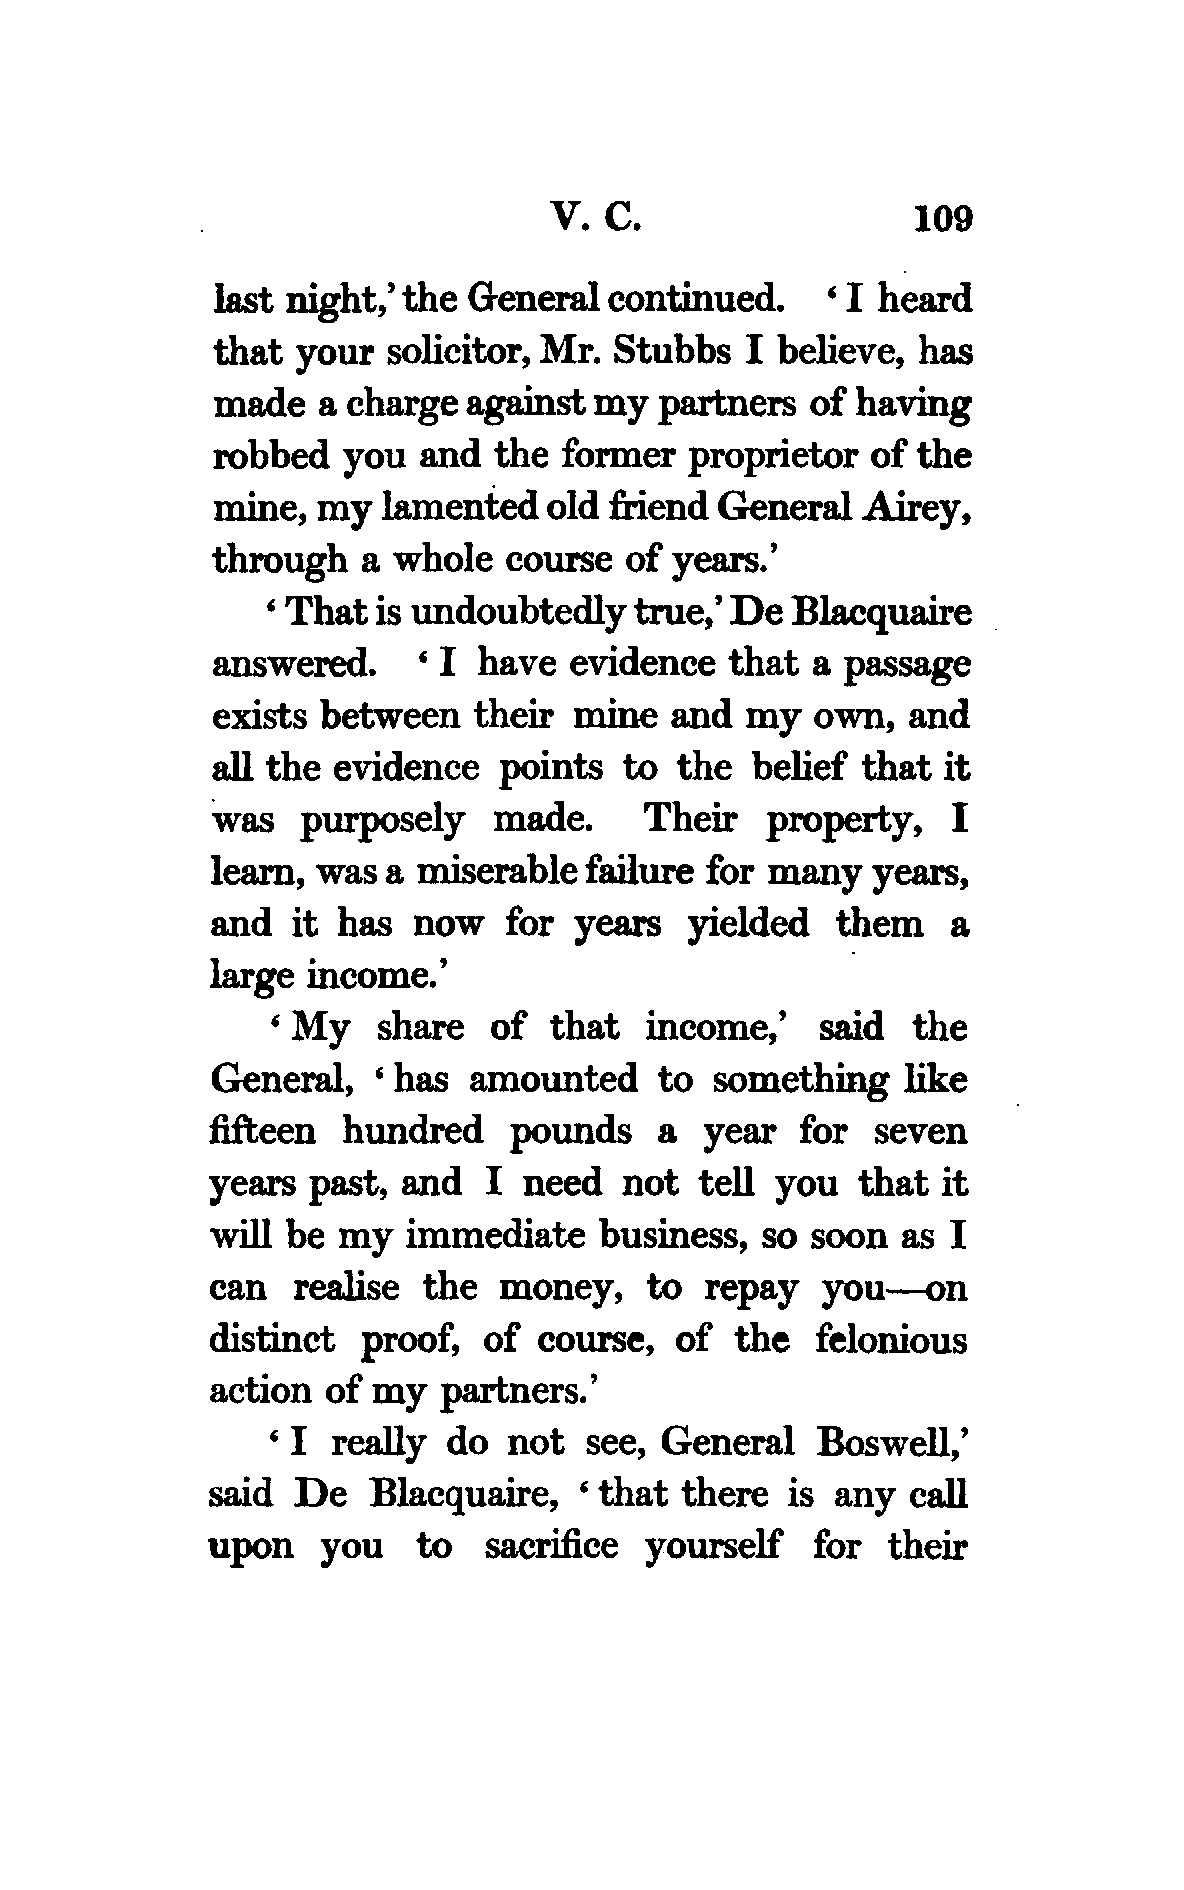 V. C. 109
last night,' the General continued. 'I heard
that your solicitor, Mr. Stubbs I believe, has
made a charge against my partners of having
robbed you and the former proprietor of the
mine, my lamented old friend General Airey,
through a whole course of years.'
'That is undoubtedly true,' De Blacquaire
answered. 'I have evidence that a passage
exists between their mine and my own, and
all the evidence points to the belief that it
was purposely made. Their property, I
learn, was a miserable failure for many years,
and it has now for years yielded them a
large income.'
'My share of that income,' said the
General, 'has amounted to something like
fifteen hundred pounds a year for seven
years past, and I need not tell you that it
will be my immediate business, so soon as I
can realise the money, to repay you—on
distinct proof, of course, of the felonious
action of my partners.'
'I really do not see, General Boswell,'
said De Blacquaire, 'that there is any call
upon you to sacrifice yourself for their